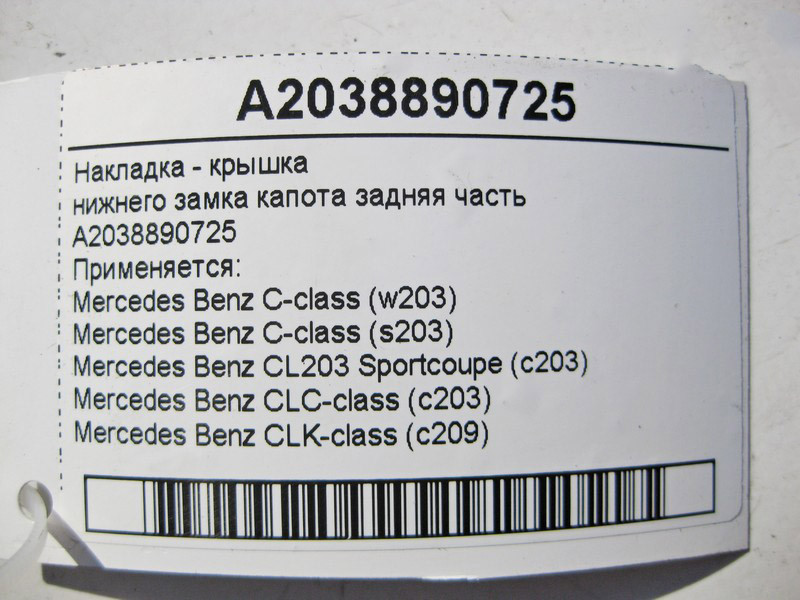 A2038890725
Накладка - крышка
нижнего замка капота задняя часть
A2038890725
Применяется:
Mercedes Benz C-class (w203)
Mercedes Benz C-class (s203)
Mercedes Benz CL203 Sportcoupe (c203)
Mercedes Benz CLC-class (c203)
Mercedes Benz CLK-class (c209)